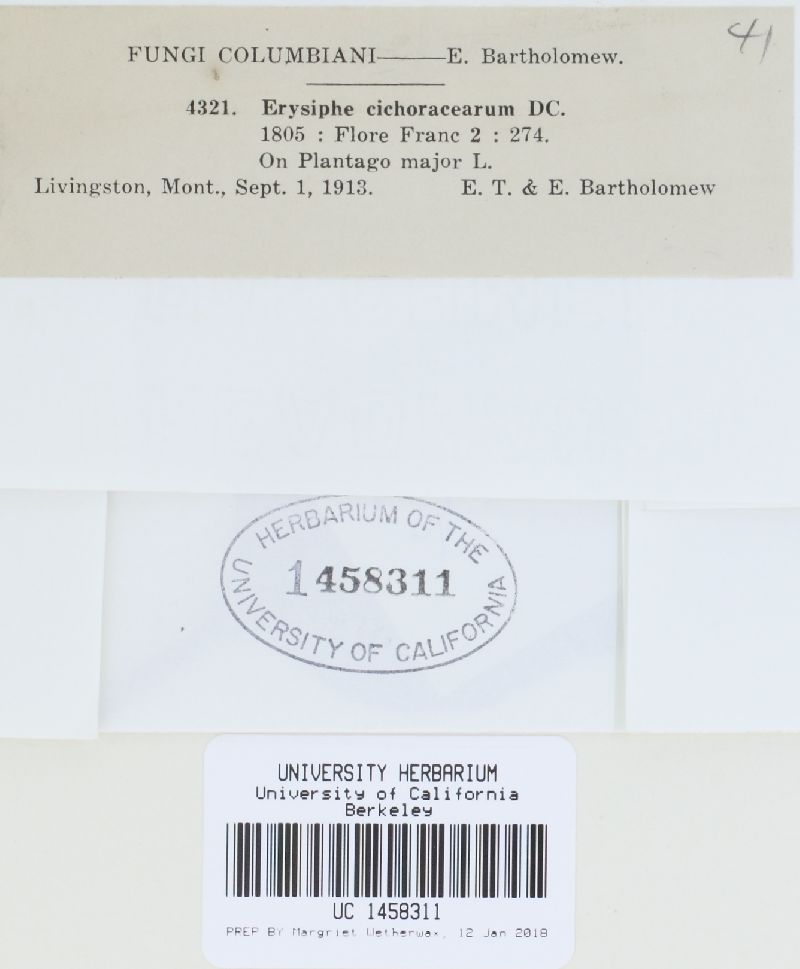 41
FUNGI COLUMBIANI——E. Bartholomew.
4321. Erysiphe cichoracearum DC.
1805 : Flore Franc 2 : 274.
On Plantago major L.
Livingston, Mont., Sept. 1, 1913. E. T. & E. Bartholomew
HERBARIUM OF THE
1458311
UNIVERSITY OF CALIFORNIA
UNIVERSITY HERBARIUM
University of California
Berkeley
UC 1458311
PREP BY Margriet Wetherwax, 12 Jan 2018